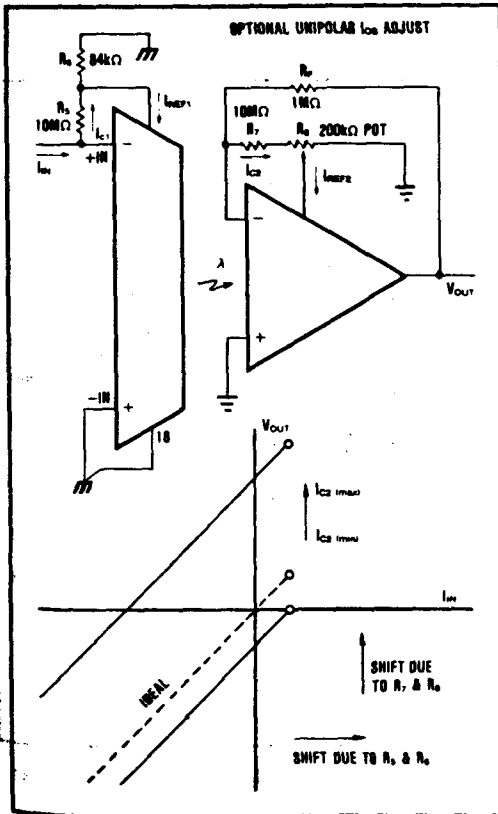 OPTIONAL UNIPOLAR IOS ADJUST
R6 84kΩ
R5
10MΩ
IC1
IREF1
IIN
+IN
−
-IN
+
18
λ
RF
1MΩ
10MΩ
R7
R8 200kΩ POT
IC2
IREF2
−
+
VOUT
VOUT
IC2 (max)
IC2 (min)
IIN
IDEAL
SHIFT DUE
TO R7 & R8
SHIFT DUE TO R5 & R6